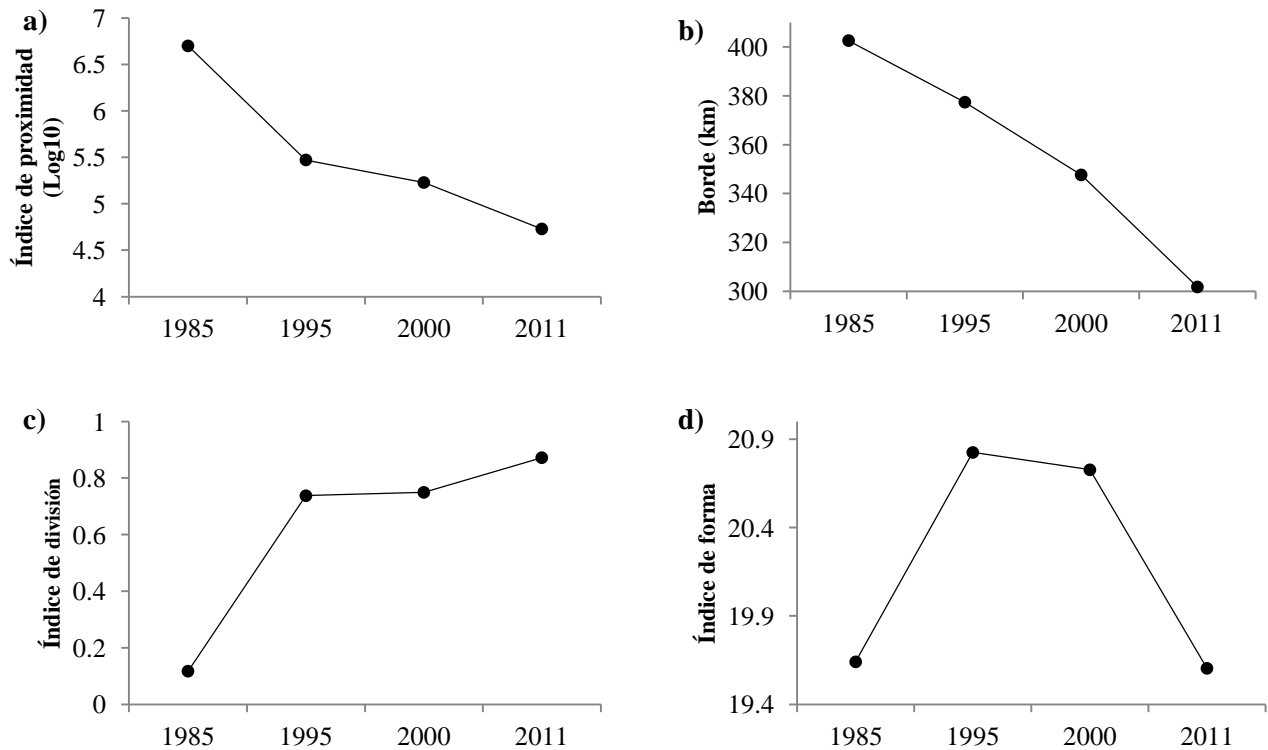 a)
Índice de proximidad
(Log10)
7
6.5
6
5.5
5
4.5
4
1985 1995 2000 2011
b)
Borde (km)
400
380
360
340
320
300
1985 1995 2000 2011
c)
Índice de división
1
0.8
0.6
0.4
0.2
0
1985 1995 2000 2011
d)
Índice de forma
20.9
20.4
19.9
19.4
1985 1995 2000 2011